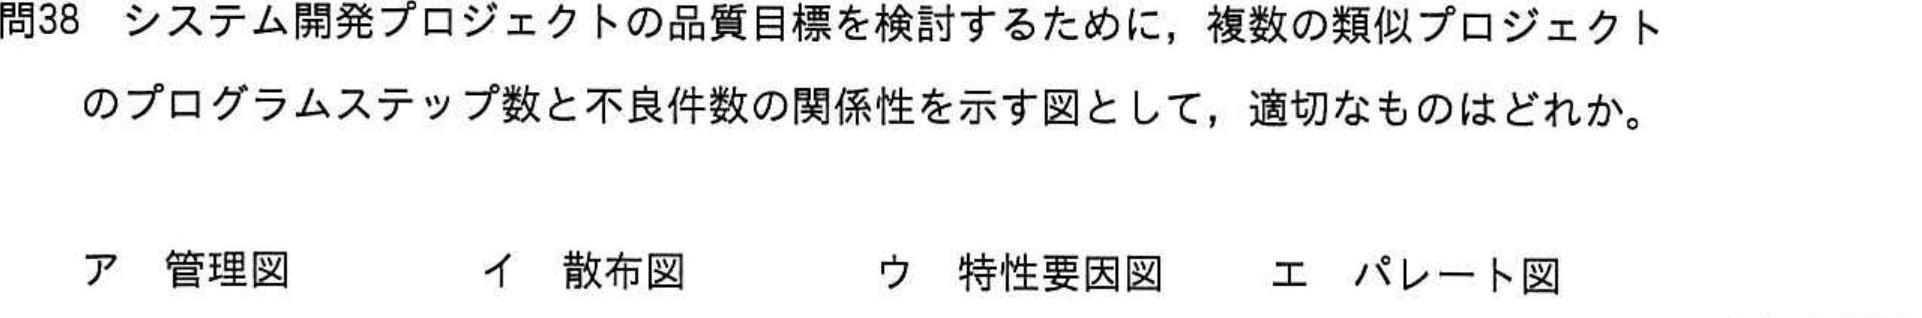 問38　システム開発プロジェクトの品質目標を検討するために，複数の類似プロジェクト
のプログラムステップ数と不良件数の関係性を示す図として，適切なものはどれか。
ア　管理図　イ　散布図　ウ　特性要因図　エ　パレート図